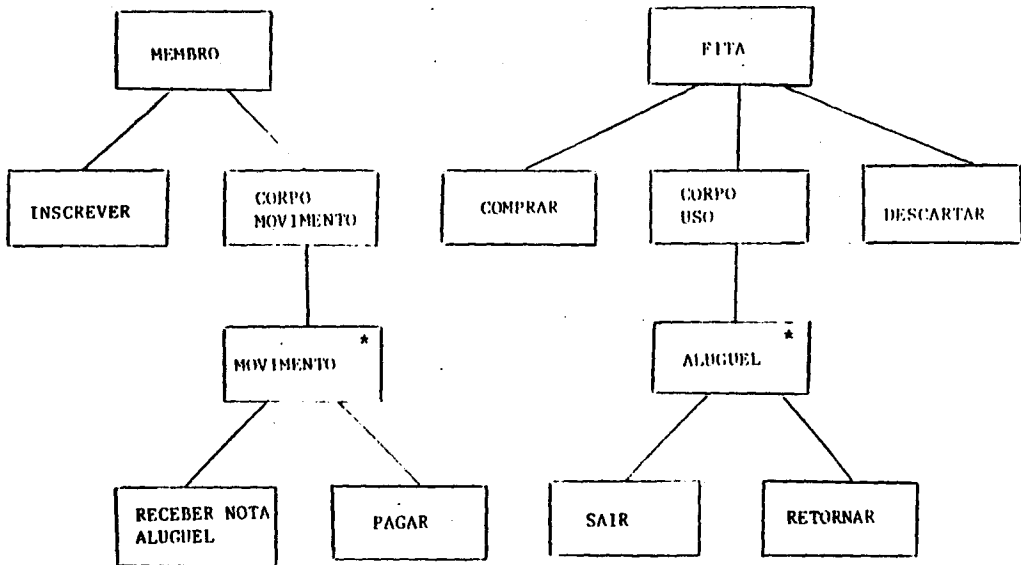 MEMBRO
FITA
INSCREVER
CORPO
MOVIMENTO
COMPRAR
CORPO
USO
DESCARTAR
MOVIMENTO *
ALUGUEL *
RECEBER NOTA
ALUGUEL
PAGAR
SAIR
RETORNAR